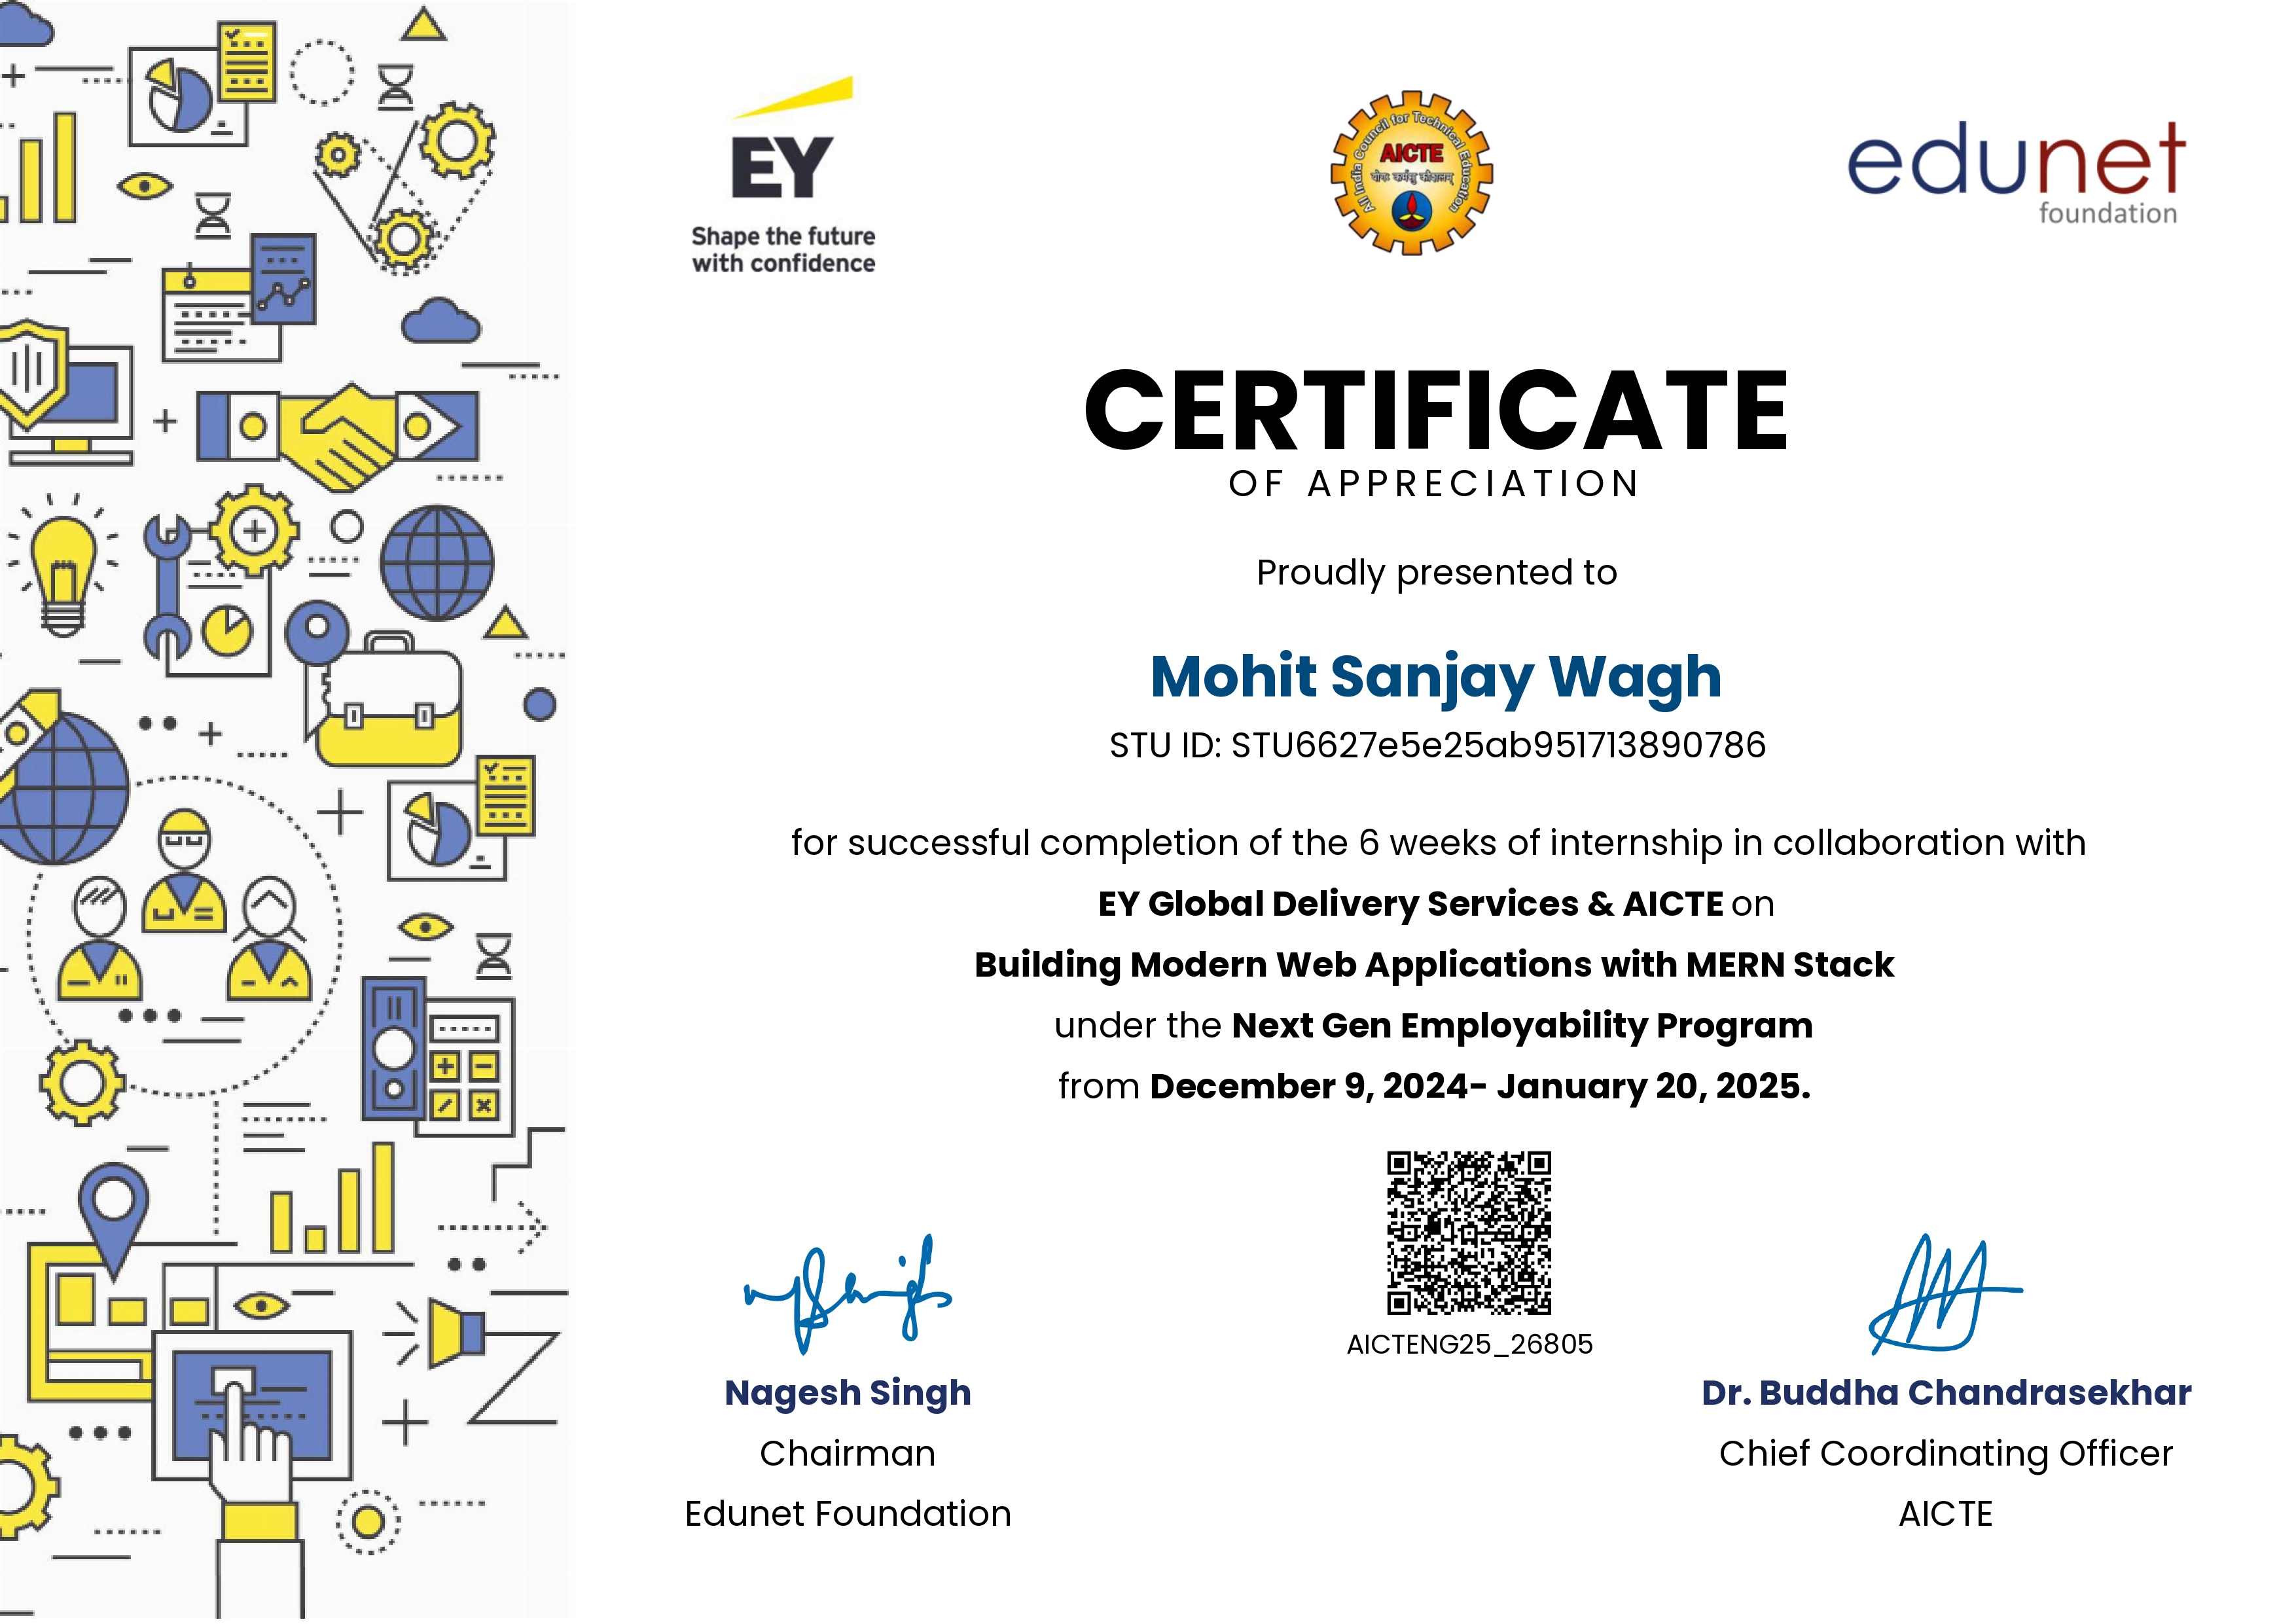 EY
Shape the future
with confidence
All India Council for Technical Education
AICTE
योगः कर्मसु कौशलम्
edunet
foundation
CERTIFICATE
OF APPRECIATION
Proudly presented to
Mohit Sanjay Wagh
STU ID: STU6627e5e25ab951713890786
for successful completion of the 6 weeks of internship in collaboration with
EY Global Delivery Services & AICTE on
Building Modern Web Applications with MERN Stack
under the Next Gen Employability Program
from December 9, 2024- January 20, 2025.
AICTENG25_26805
Nagesh Singh
Chairman
Edunet Foundation
Dr. Buddha Chandrasekhar
Chief Coordinating Officer
AICTE